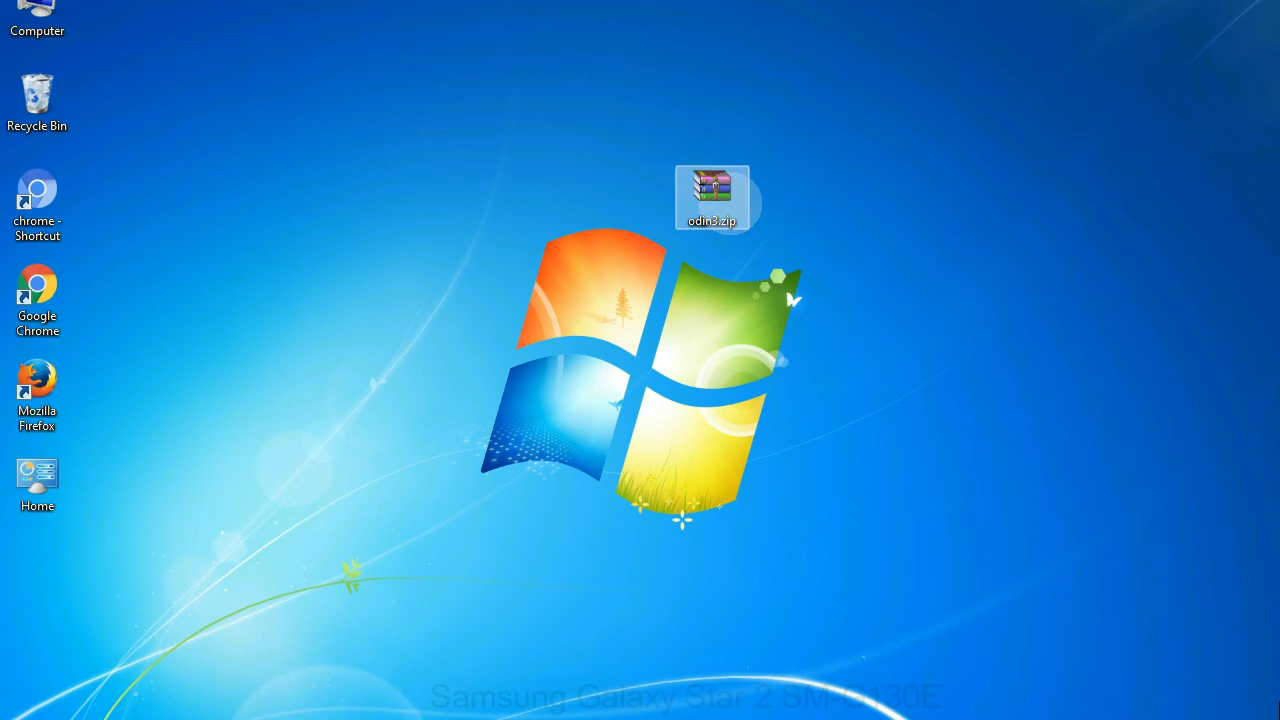 Computer
Recycle Bin
chrome -
Shortcut
Google
Chrome
Mozilla
Firefox
Home
odin3.zip
Samsung Galaxy Star 2 SM-G130E